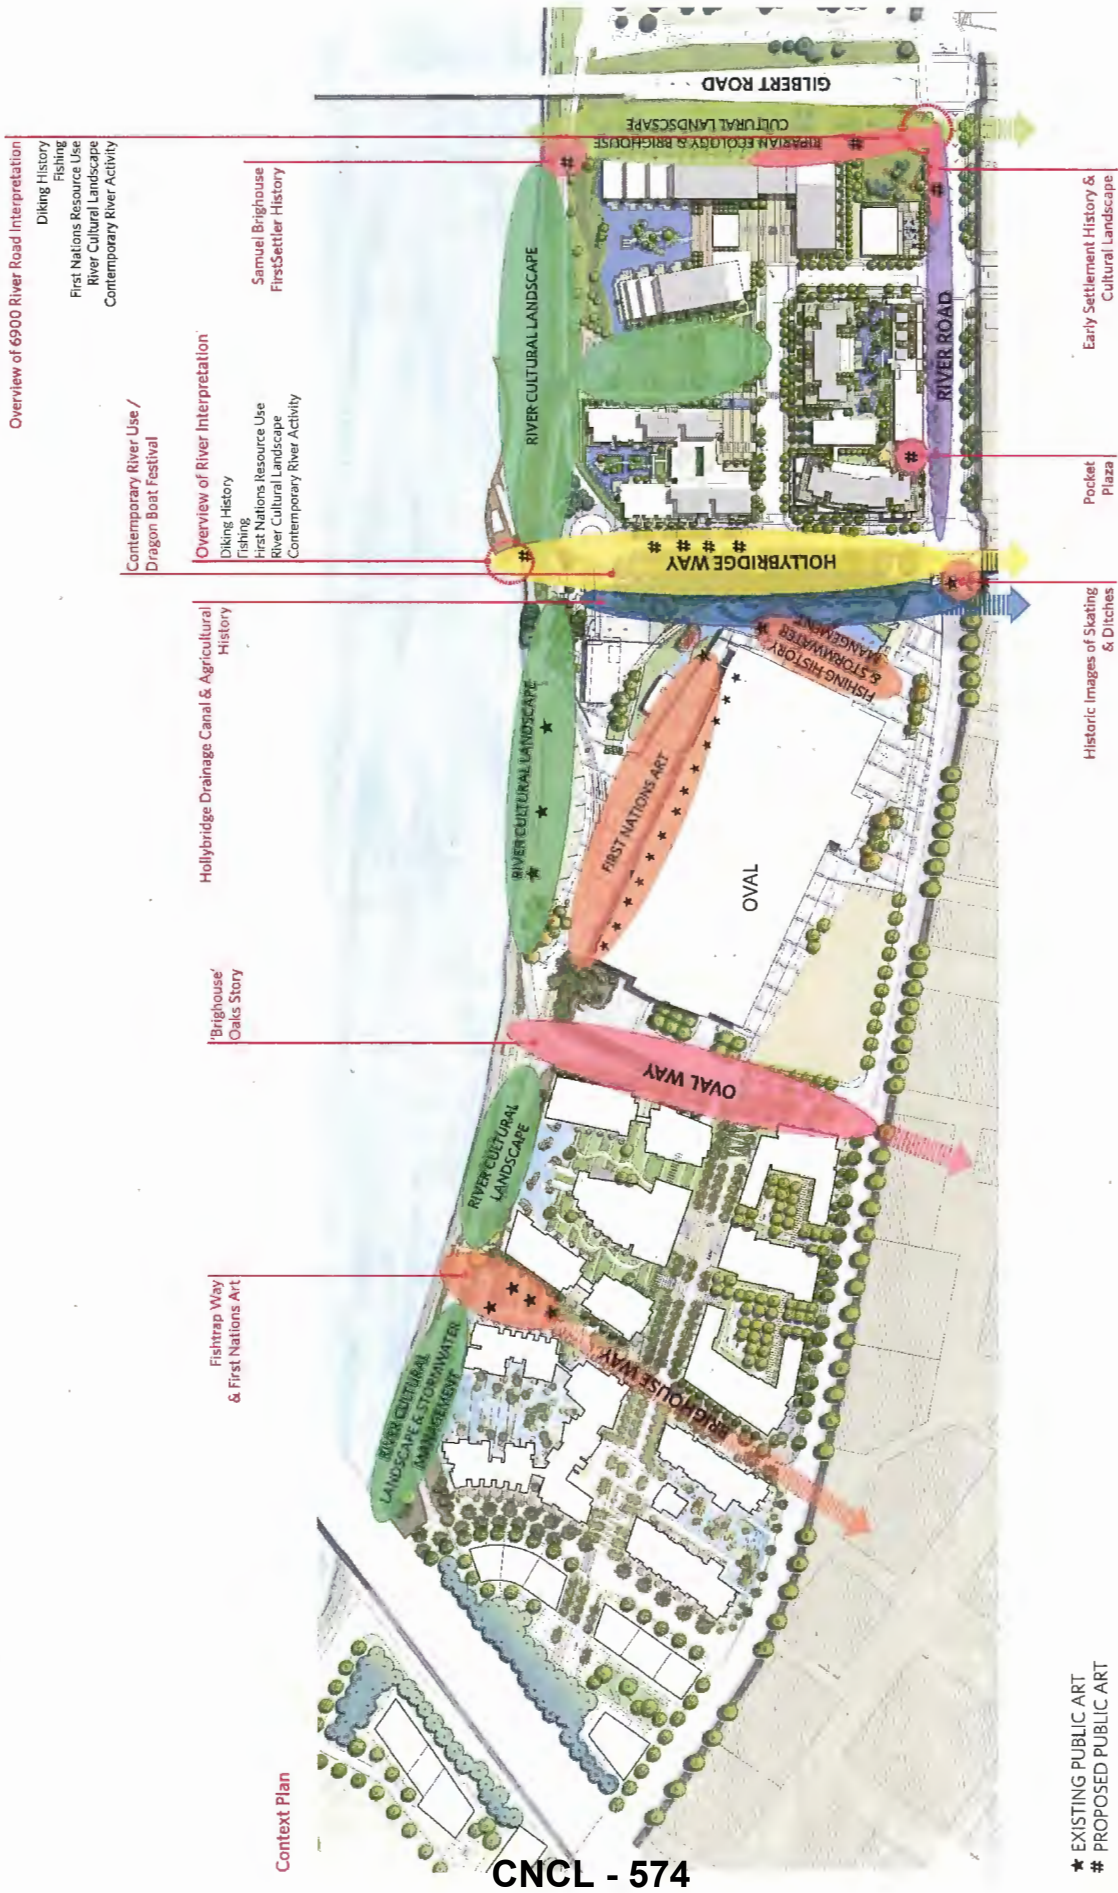 Overview of 6900 River Road Interpretation
Diking History
Fishing
First Nations Resource Use
River Cultural Landscape
Contemporary River Activity
Samuel Brighouse
FirstSettler History
Contemporary River Use /
Dragon Boat Festival
Overview of River Interpretation
Diking History
Fishing
First Nations Resource Use
River Cultural Landscape
Contemporary River Activity
Hollybridge Drainage Canal & Agricultural
History
'Brighouse'
Oaks Story
Fishtrap Way
& First Nations Art
Context Plan
GILBERT ROAD
RIPARIAN ECOLOGY & BRIGHOUSE
CULTURAL LANDSCAPE
RIVER CULTURAL LANDSCAPE
RIVER ROAD
HOLLYBRIDGE WAY
FISHING HISTORY
& STORMWATER
MANGEMENT
RIVER CULTURAL LANDSCAPE
FIRST NATIONS ART
OVAL
OVAL WAY
RIVER CULTURAL
LANDSCAPE
BRIGHOUSE WAY
RIVER CULTURAL
LANDSCAPE & STORMWATER
MANAGEMENT
Early Settlement History &
Cultural Landscape
Pocket
Plaza
Historic Images of Skating
& Ditches
★ EXISTING PUBLIC ART
# PROPOSED PUBLIC ART
CNCL - 574